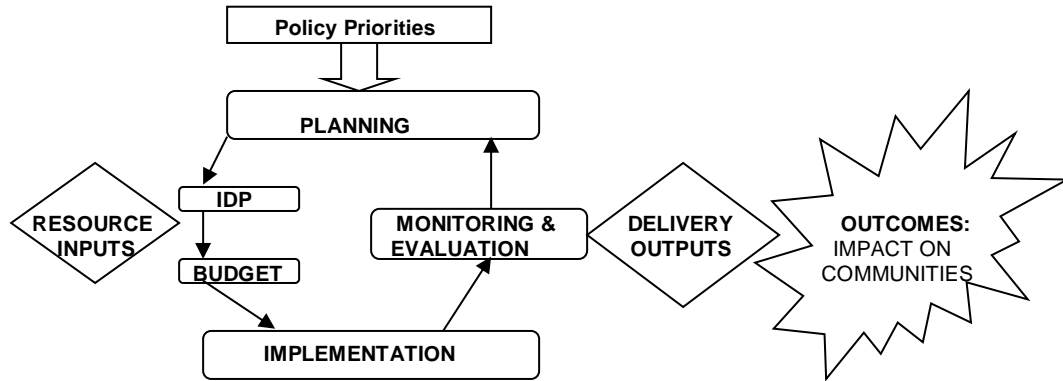 Policy Priorities
PLANNING
IDP
RESOURCE
INPUTS
BUDGET
MONITORING &
EVALUATION
DELIVERY
OUTPUTS
OUTCOMES:
IMPACT ON
COMMUNITIES
IMPLEMENTATION